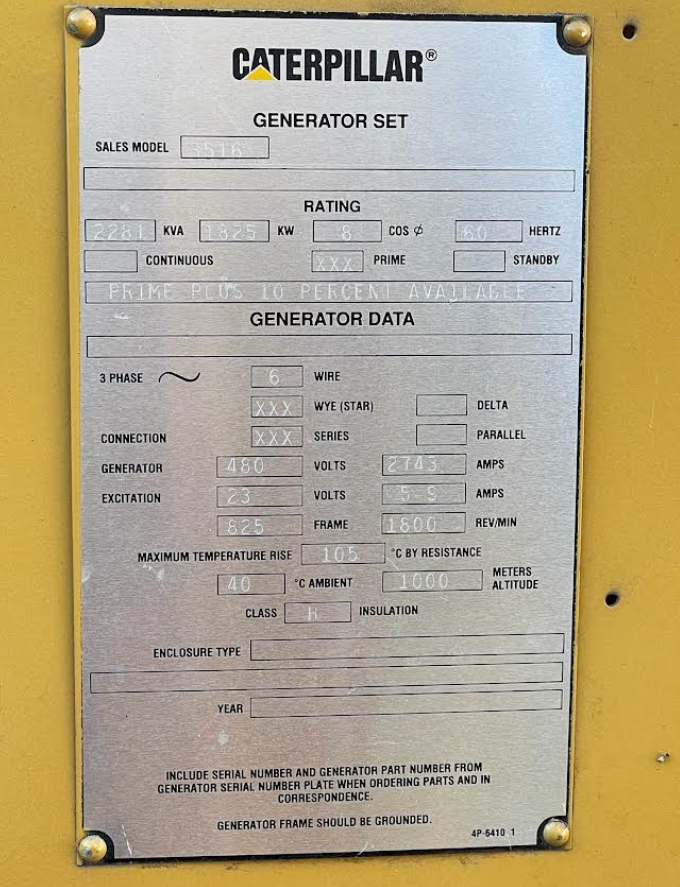 CATERPILLAR®
GENERATOR SET
SALES MODEL 3516
RATING
2281 KVA 1825 KW 8 COS ø 60 HERTZ
CONTINUOUS XXX PRIME STANDBY
PRIME PLUS 10 PERCENT AVAILABLE
GENERATOR DATA
3 PHASE 6 WIRE
XXX WYE (STAR) DELTA
CONNECTION XXX SERIES PARALLEL
GENERATOR 480 VOLTS 2743 AMPS
EXCITATION 23 VOLTS AMPS
825 FRAME 1800 REV/MIN
MAXIMUM TEMPERATURE RISE 105 °C BY RESISTANCE
40 °C AMBIENT 1000 METERS ALTITUDE
CLASS h INSULATION
ENCLOSURE TYPE
YEAR
INCLUDE SERIAL NUMBER AND GENERATOR PART NUMBER FROM
GENERATOR SERIAL NUMBER PLATE WHEN ORDERING PARTS AND IN
CORRESPONDENCE.
GENERATOR FRAME SHOULD BE GROUNDED.
4P-5410 1